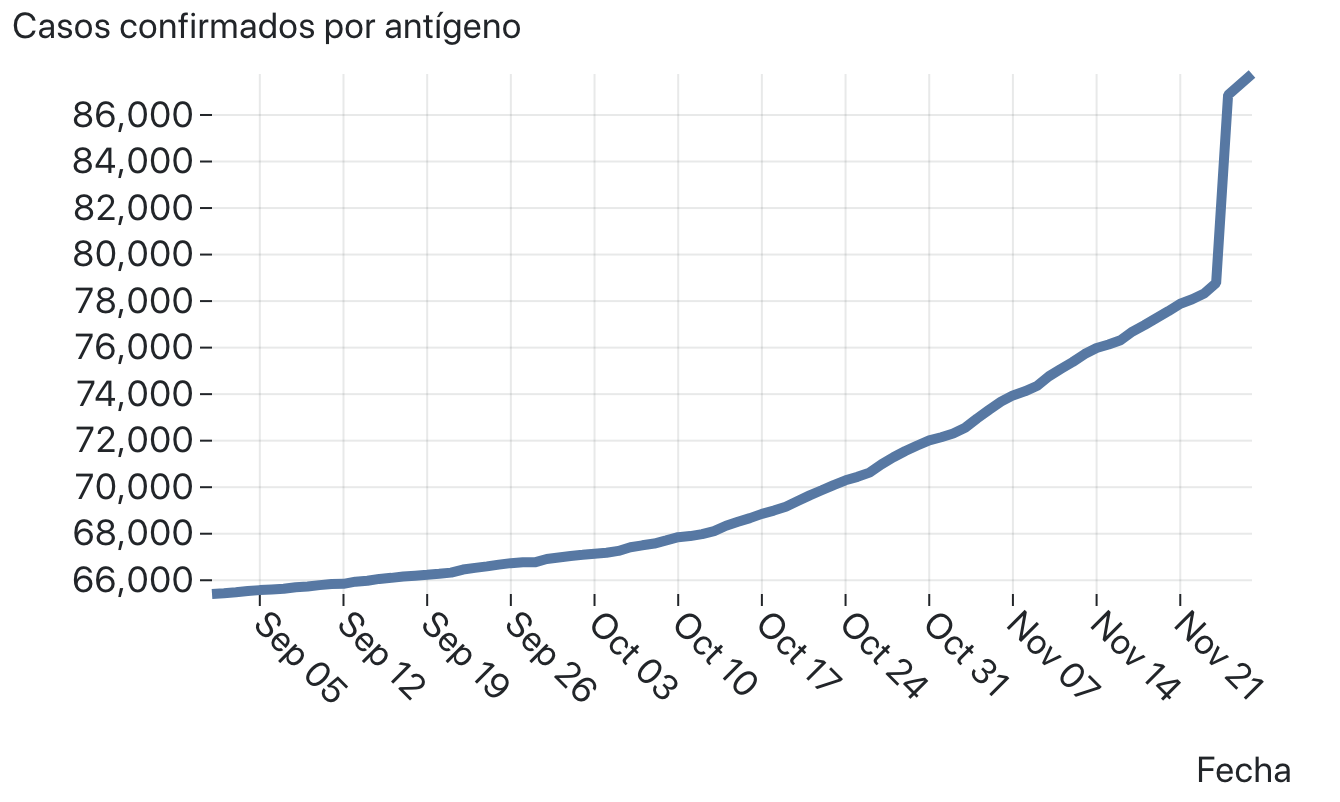 Casos confirmados por antígeno
86,000
84,000
82,000
80,000
78,000
76,000
74,000
72,000
70,000
68,000
66,000
Sep 05
Sep 12
Sep 19
Sep 26
Oct 03
Oct 10
Oct 17
Oct 24
Oct 31
Nov 07
Nov 14
Nov 21
Fecha